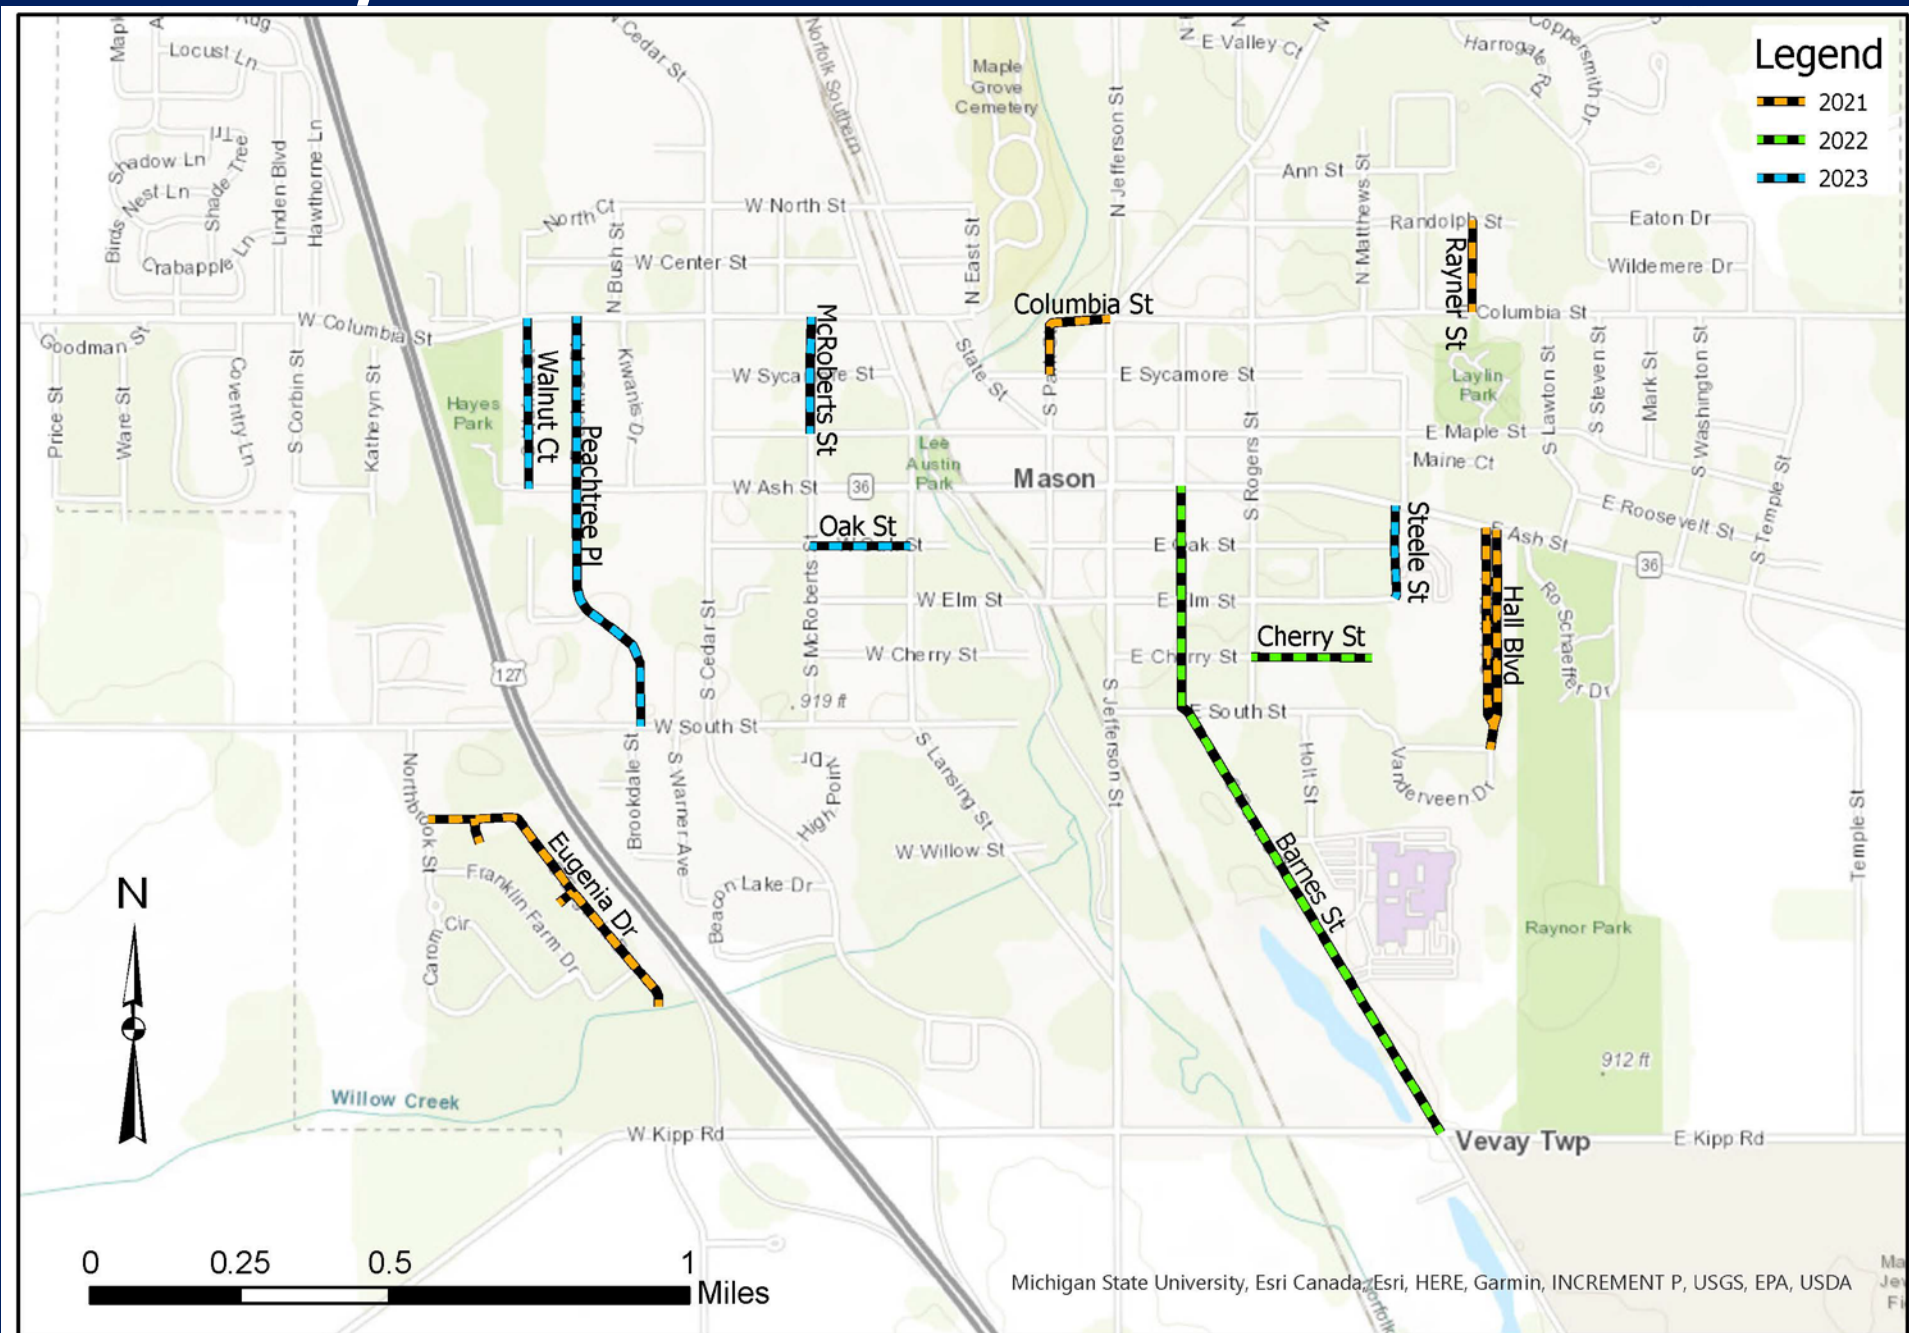 Locust Ln
W Cedar St
Norfolk Southern
Maple
Grove
Cemetery
N Jefferson St
E Valley Ct
Harrogate Rd
Coppersmith Dr
Legend
2021
2022
2023
Shadow Ln
Shade Tree
Birds Nest Ln
Linden Blvd
Hawthorne Ln
Crabapple Ln
North Ct
W North St
N Bush St
W Center St
N East St
Ann St
N Matthews St
Randolph St
Rayner St
Eaton Dr
Wildemere Dr
Goodman St
W Columbia St
Columbia St
Columbia St
Price St
Ware St
Coventry Ln
S Corbin St
Katheryn St
Hayes
Park
Walnut Ct
Peachtree Pl
Kiwanis Dr
McRoberts St
State St
E Sycamore St
Laylin
Park
S Lawton St
S Steven St
Mark St
S Washington St
E Maple St
Maine Ct
Lee
Austin
Park
Mason
S Rogers St
W Ash St
36
Oak St
E Roosevelt St
S Temple St
E Ash St
36
Steele St
Hall Blvd
W Elm St
S McRoberts St
S Cedar St
W Cherry St
Cherry St
Ro Schaeffer Dr
127
919 ft
W South St
E South St
S Jefferson St
Northbrook St
Brookdale St
S Warner Ave
High Point
S Lansing St
Holt St
Vanderveen Dr
Temple St
W Willow St
Eugenia Dr
Franklin Farm Dr
Beacon Lake Dr
Barnes St
Carom Cir
Raynor Park
N
912 ft
Willow Creek
W Kipp Rd
Vevay Twp
E Kipp Rd
0 0.25 0.5 1
Miles
Michigan State University, Esri Canada, Esri, HERE, Garmin, INCREMENT P, USGS, EPA, USDA